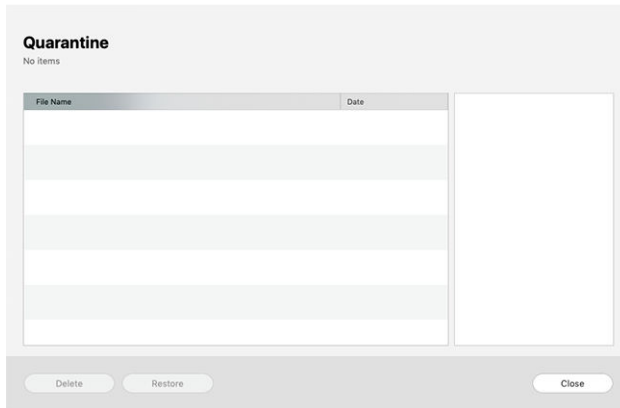 Quarantine
No items
File Name Date
Delete Restore Close